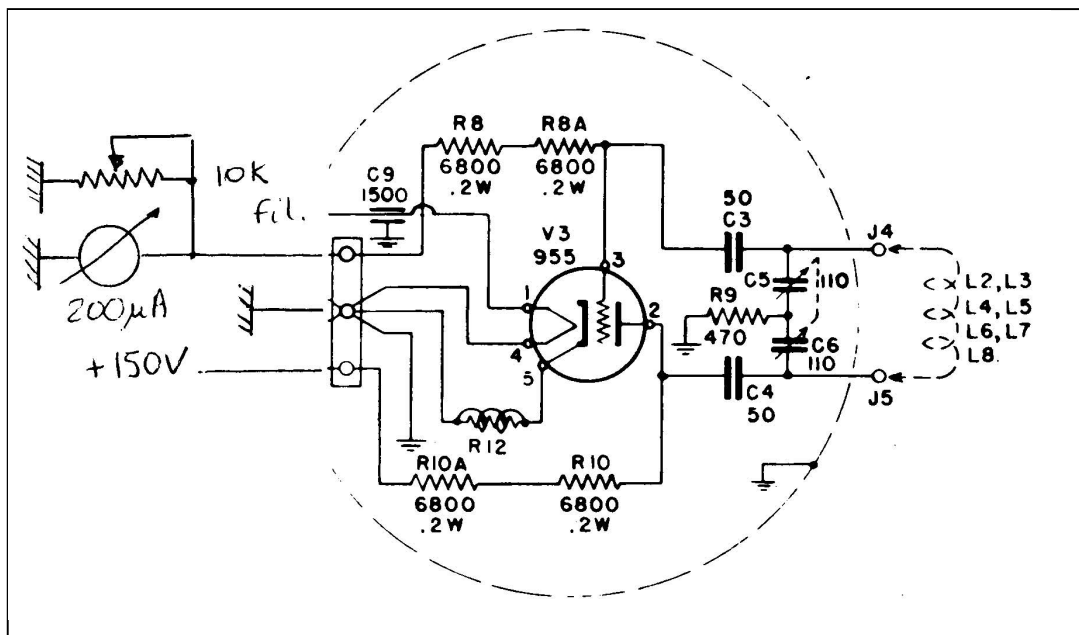 R8
R8A
6800
.2W
6800
.2W
10K
C9
1500
fil.
50
C3
J4
V3
955
3
C5
110
1
2
R9
470
L2, L3
L4, L5
L6, L7
L8
200µA
4
C6
110
+150V
5
C4
50
J5
R12
R10A
R10
6800
.2W
6800
.2W